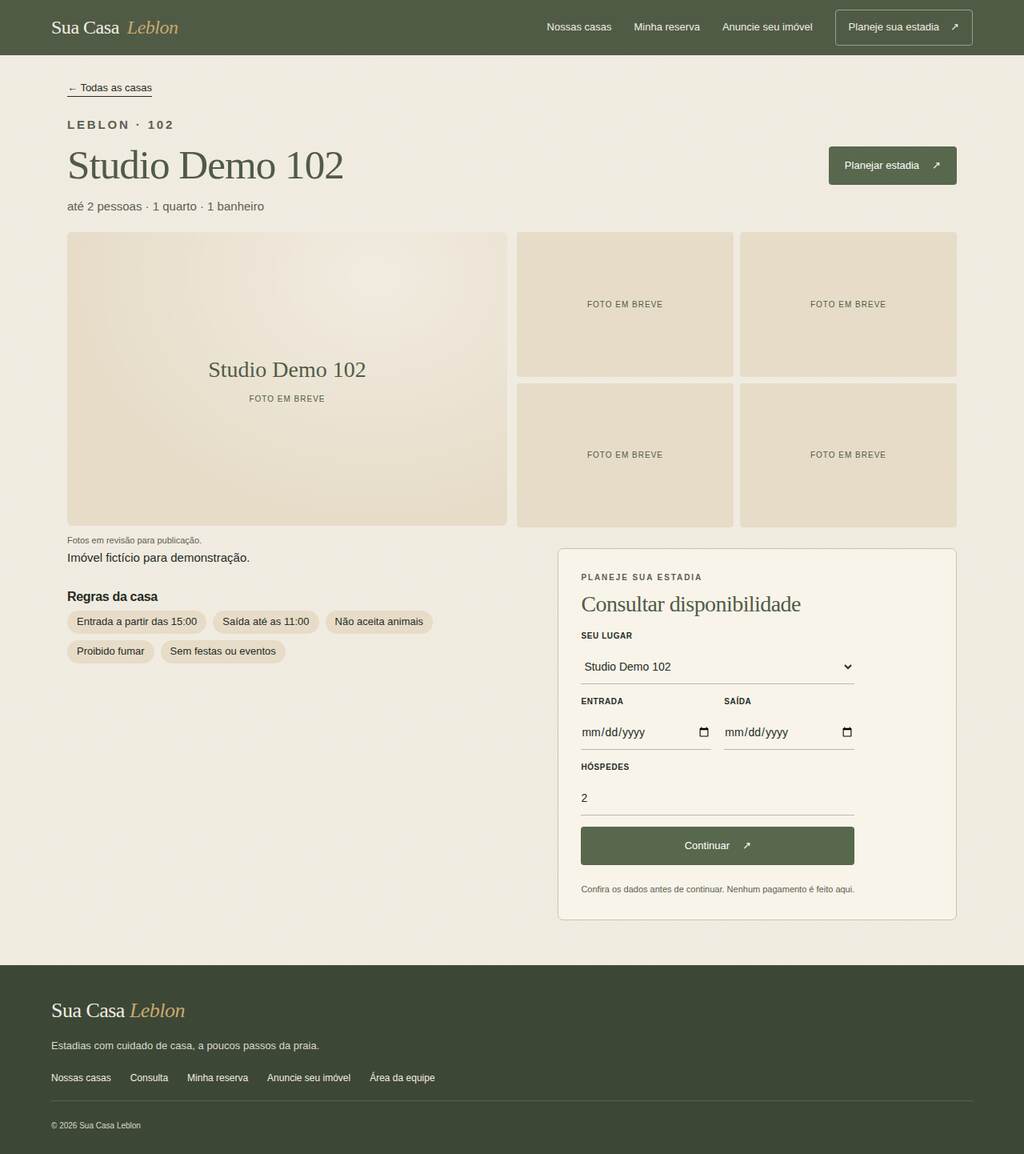 Sua Casa Leblon
Nossas casas
Minha reserva
Anuncie seu imóvel
Planeje sua estadia ↗
← Todas as casas
LEBLON · 102
Studio Demo 102
Planejar estadia ↗
até 2 pessoas · 1 quarto · 1 banheiro
Studio Demo 102
FOTO EM BREVE
FOTO EM BREVE
FOTO EM BREVE
FOTO EM BREVE
FOTO EM BREVE
Fotos em revisão para publicação.
Imóvel fictício para demonstração.
Regras da casa
Entrada a partir das 15:00
Saída até as 11:00
Não aceita animais
Proibido fumar
Sem festas ou eventos
PLANEJE SUA ESTADIA
Consultar disponibilidade
SEU LUGAR
Studio Demo 102
ENTRADA
SAÍDA
mm/dd/yyyy
mm/dd/yyyy
HÓSPEDES
2
Continuar ↗
Confira os dados antes de continuar. Nenhum pagamento é feito aqui.
Sua Casa Leblon
Estadias com cuidado de casa, a poucos passos da praia.
Nossas casas
Consulta
Minha reserva
Anuncie seu imóvel
Área da equipe
© 2026 Sua Casa Leblon